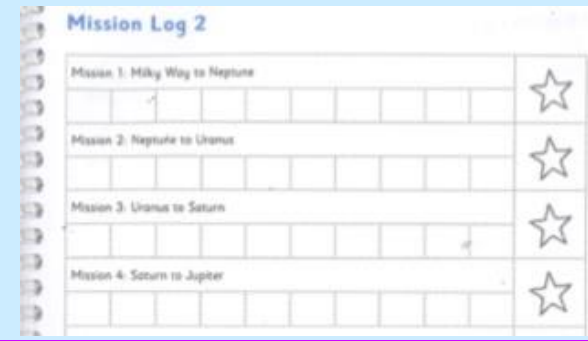 Mission Log 2
Mission 1: Milky Way to Neptune
Mission 2: Neptune to Uranus
Mission 3: Uranus to Saturn
Mission 4: Saturn to Jupiter